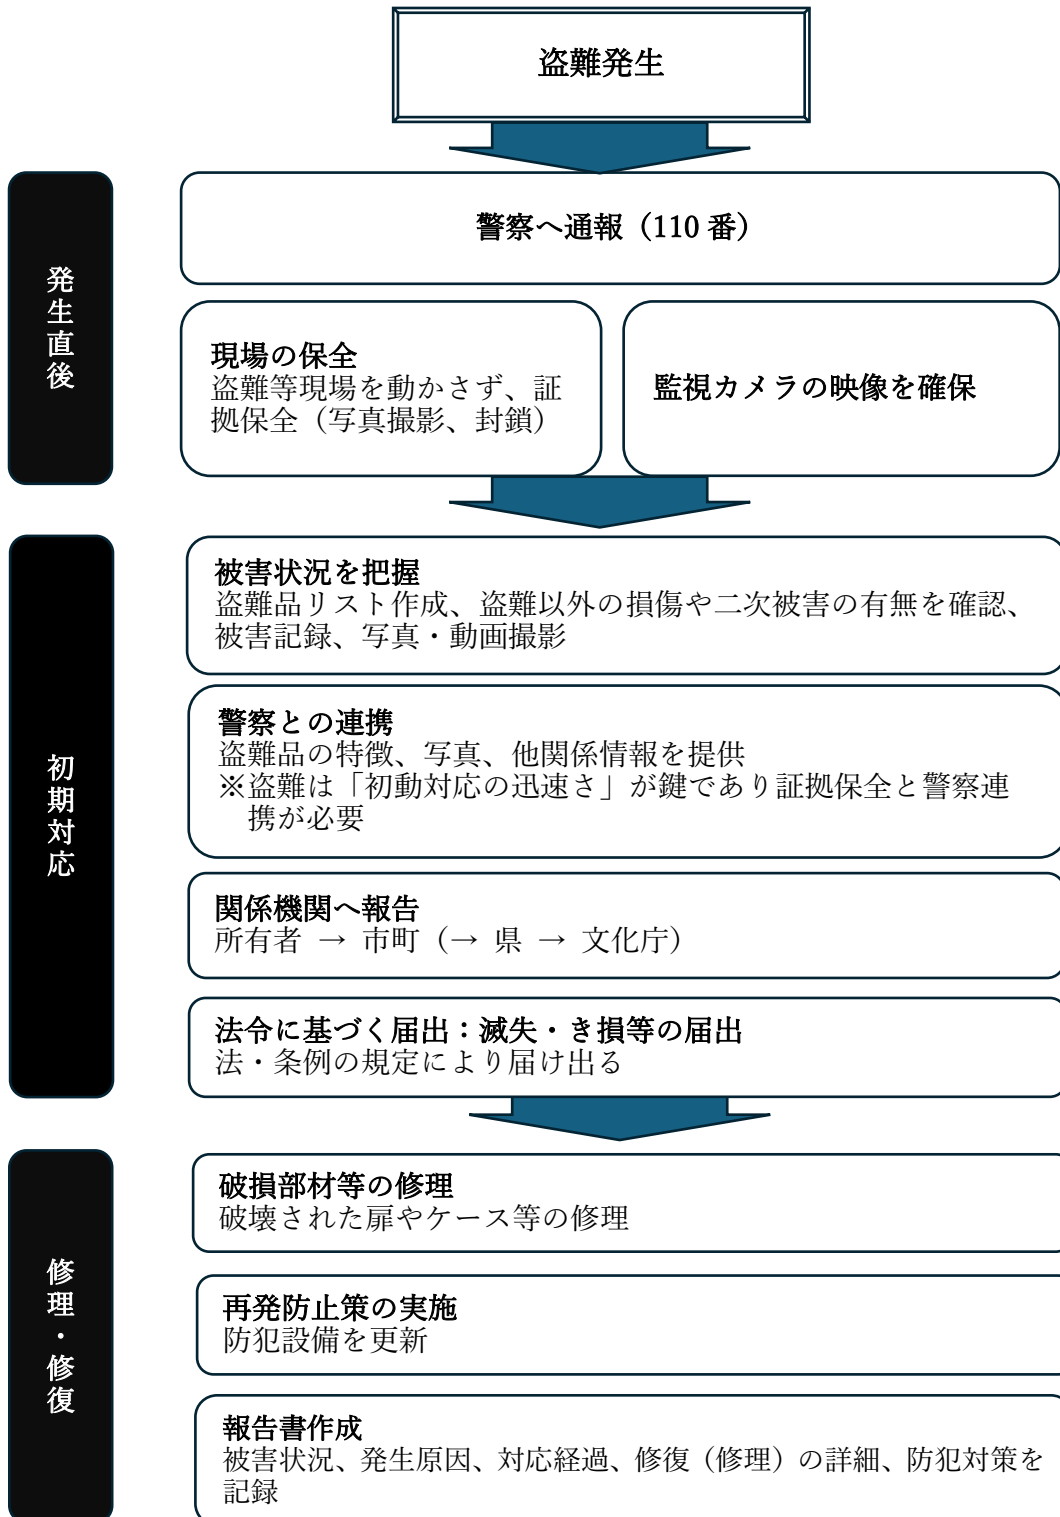 盗難発生
発生直後
警察へ通報（110 番）
現場の保全
盗難等現場を動かさず、証
拠保全（写真撮影、封鎖）
監視カメラの映像を確保
初期対応
被害状況を把握
盗難品リスト作成、盗難以外の損傷や二次被害の有無を確認、
被害記録、写真・動画撮影
警察との連携
盗難品の特徴、写真、他関係情報を提供
※盗難は「初動対応の迅速さ」が鍵であり証拠保全と警察連
携が必要
関係機関へ報告
所有者 → 市町（→ 県 → 文化庁）
法令に基づく届出：滅失・き損等の届出
法・条例の規定により届け出る
修理・修復
破損部材等の修理
破壊された扉やケース等の修理
再発防止策の実施
防犯設備を更新
報告書作成
被害状況、発生原因、対応経過、修復（修理）の詳細、防犯対策を
記録